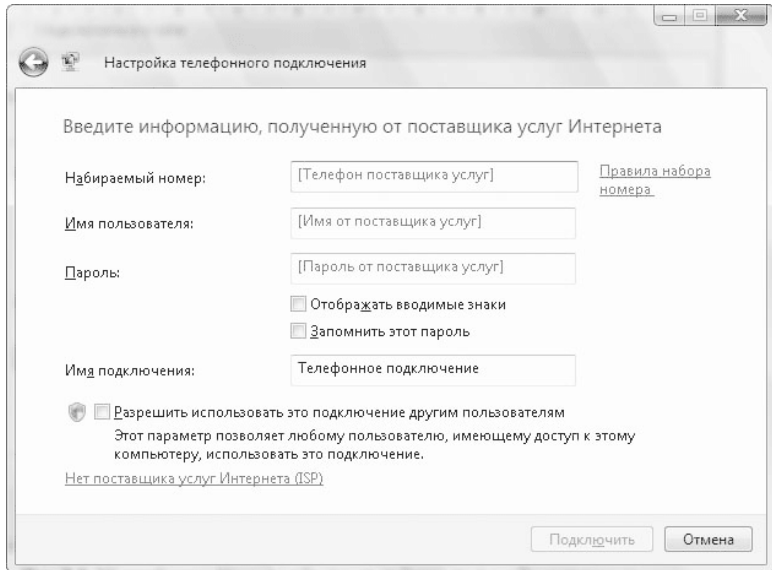 Настройка телефонного подключения
Введите информацию, полученную от поставщика услуг Интернета
Набираемый номер:
[Телефон поставщика услуг]
Правила набора
номера
Имя пользователя:
[Имя от поставщика услуг]
Пароль:
[Пароль от поставщика услуг]
Отображать вводимые знаки
Запомнить этот пароль
Имя подключения:
Телефонное подключение
Разрешить использовать это подключение другим пользователям
Этот параметр позволяет любому пользователю, имеющему доступ к этому
компьютеру, использовать это подключение.
Нет поставщика услуг Интернета (ISP)
Подключить
Отмена